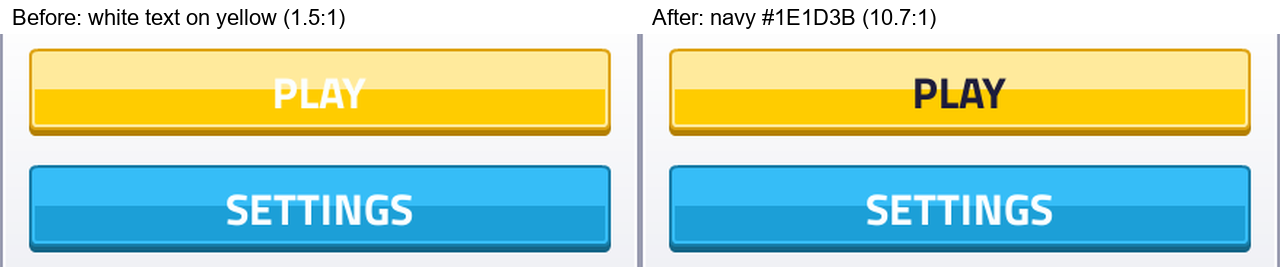 Before: white text on yellow (1.5:1)
PLAY
SETTINGS
After: navy #1E1D3B (10.7:1)
PLAY
SETTINGS